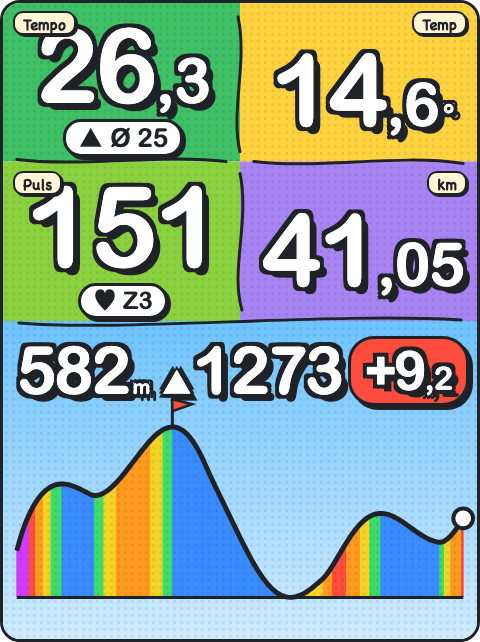 Tempo
26,3
▲ Ø 25
Temp
14,6°
Puls
151
♥ Z3
km
41,05
582m ▲1273 +9,2